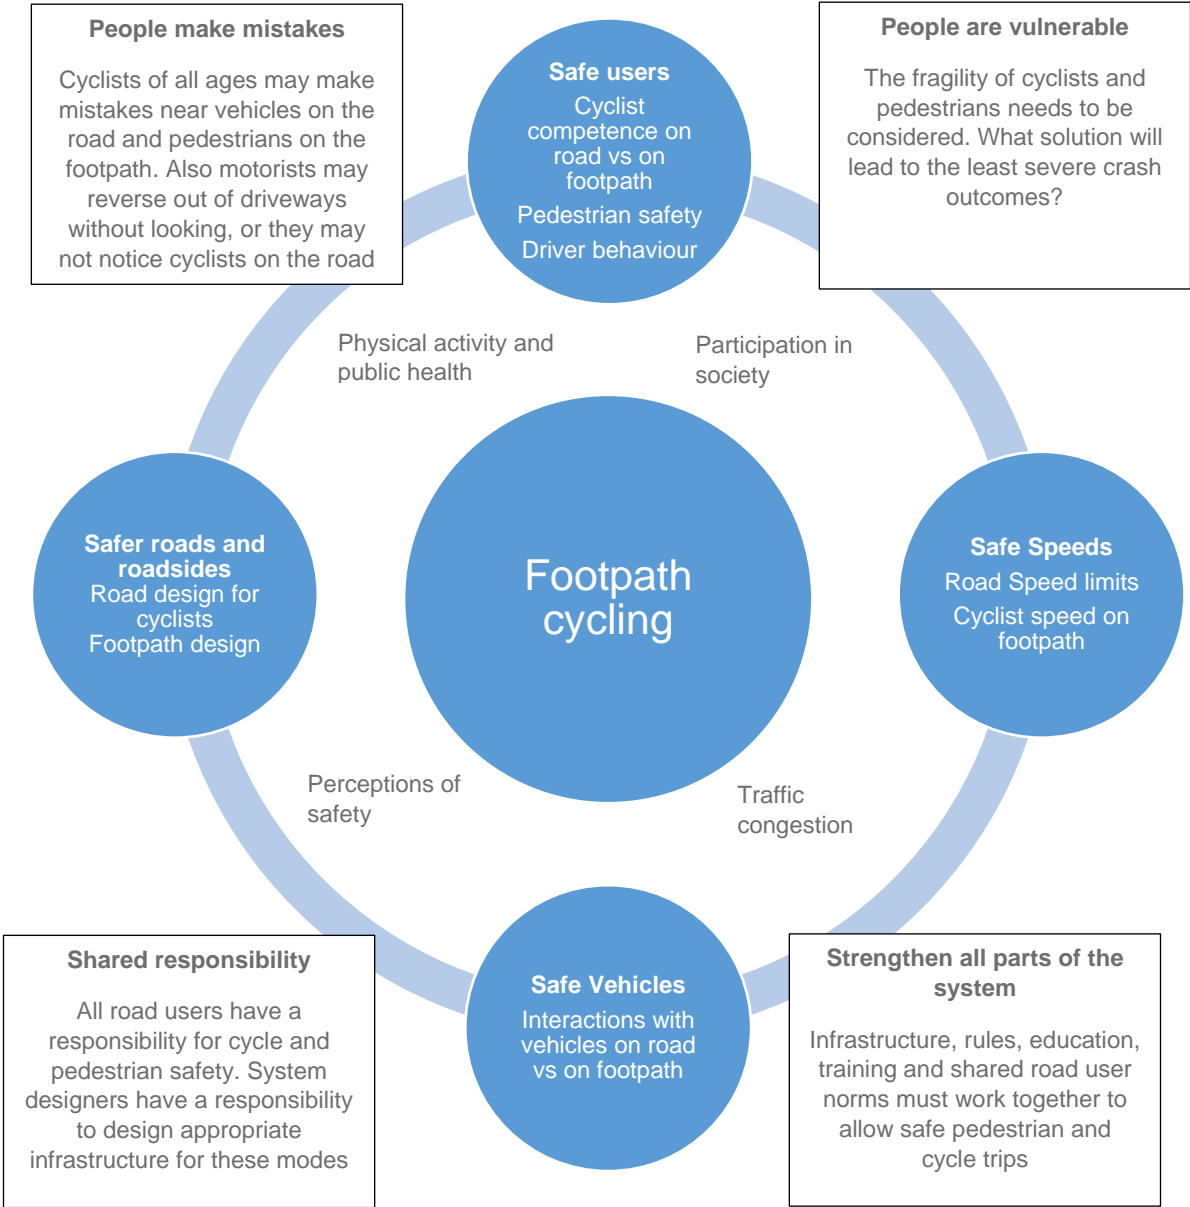 People make mistakes
Cyclists of all ages may make
mistakes near vehicles on the
road and pedestrians on the
footpath. Also motorists may
reverse out of driveways
without looking, or they may
not notice cyclists on the road
Safe users
Cyclist
competence on
road vs on
footpath
Pedestrian safety
Driver behaviour
People are vulnerable
The fragility of cyclists and
pedestrians needs to be
considered. What solution will
lead to the least severe crash
outcomes?
Physical activity and
public health
Participation in
society
Safer roads and
roadsides
Road design for
cyclists
Footpath design
Footpath
cycling
Safe Speeds
Road Speed limits
Cyclist speed on
footpath
Perceptions of
safety
Traffic
congestion
Shared responsibility
All road users have a
responsibility for cycle and
pedestrian safety. System
designers have a responsibility
to design appropriate
infrastructure for these modes
Safe Vehicles
Interactions with
vehicles on road
vs on footpath
Strengthen all parts of the
system
Infrastructure, rules, education,
training and shared road user
norms must work together to
allow safe pedestrian and
cycle trips